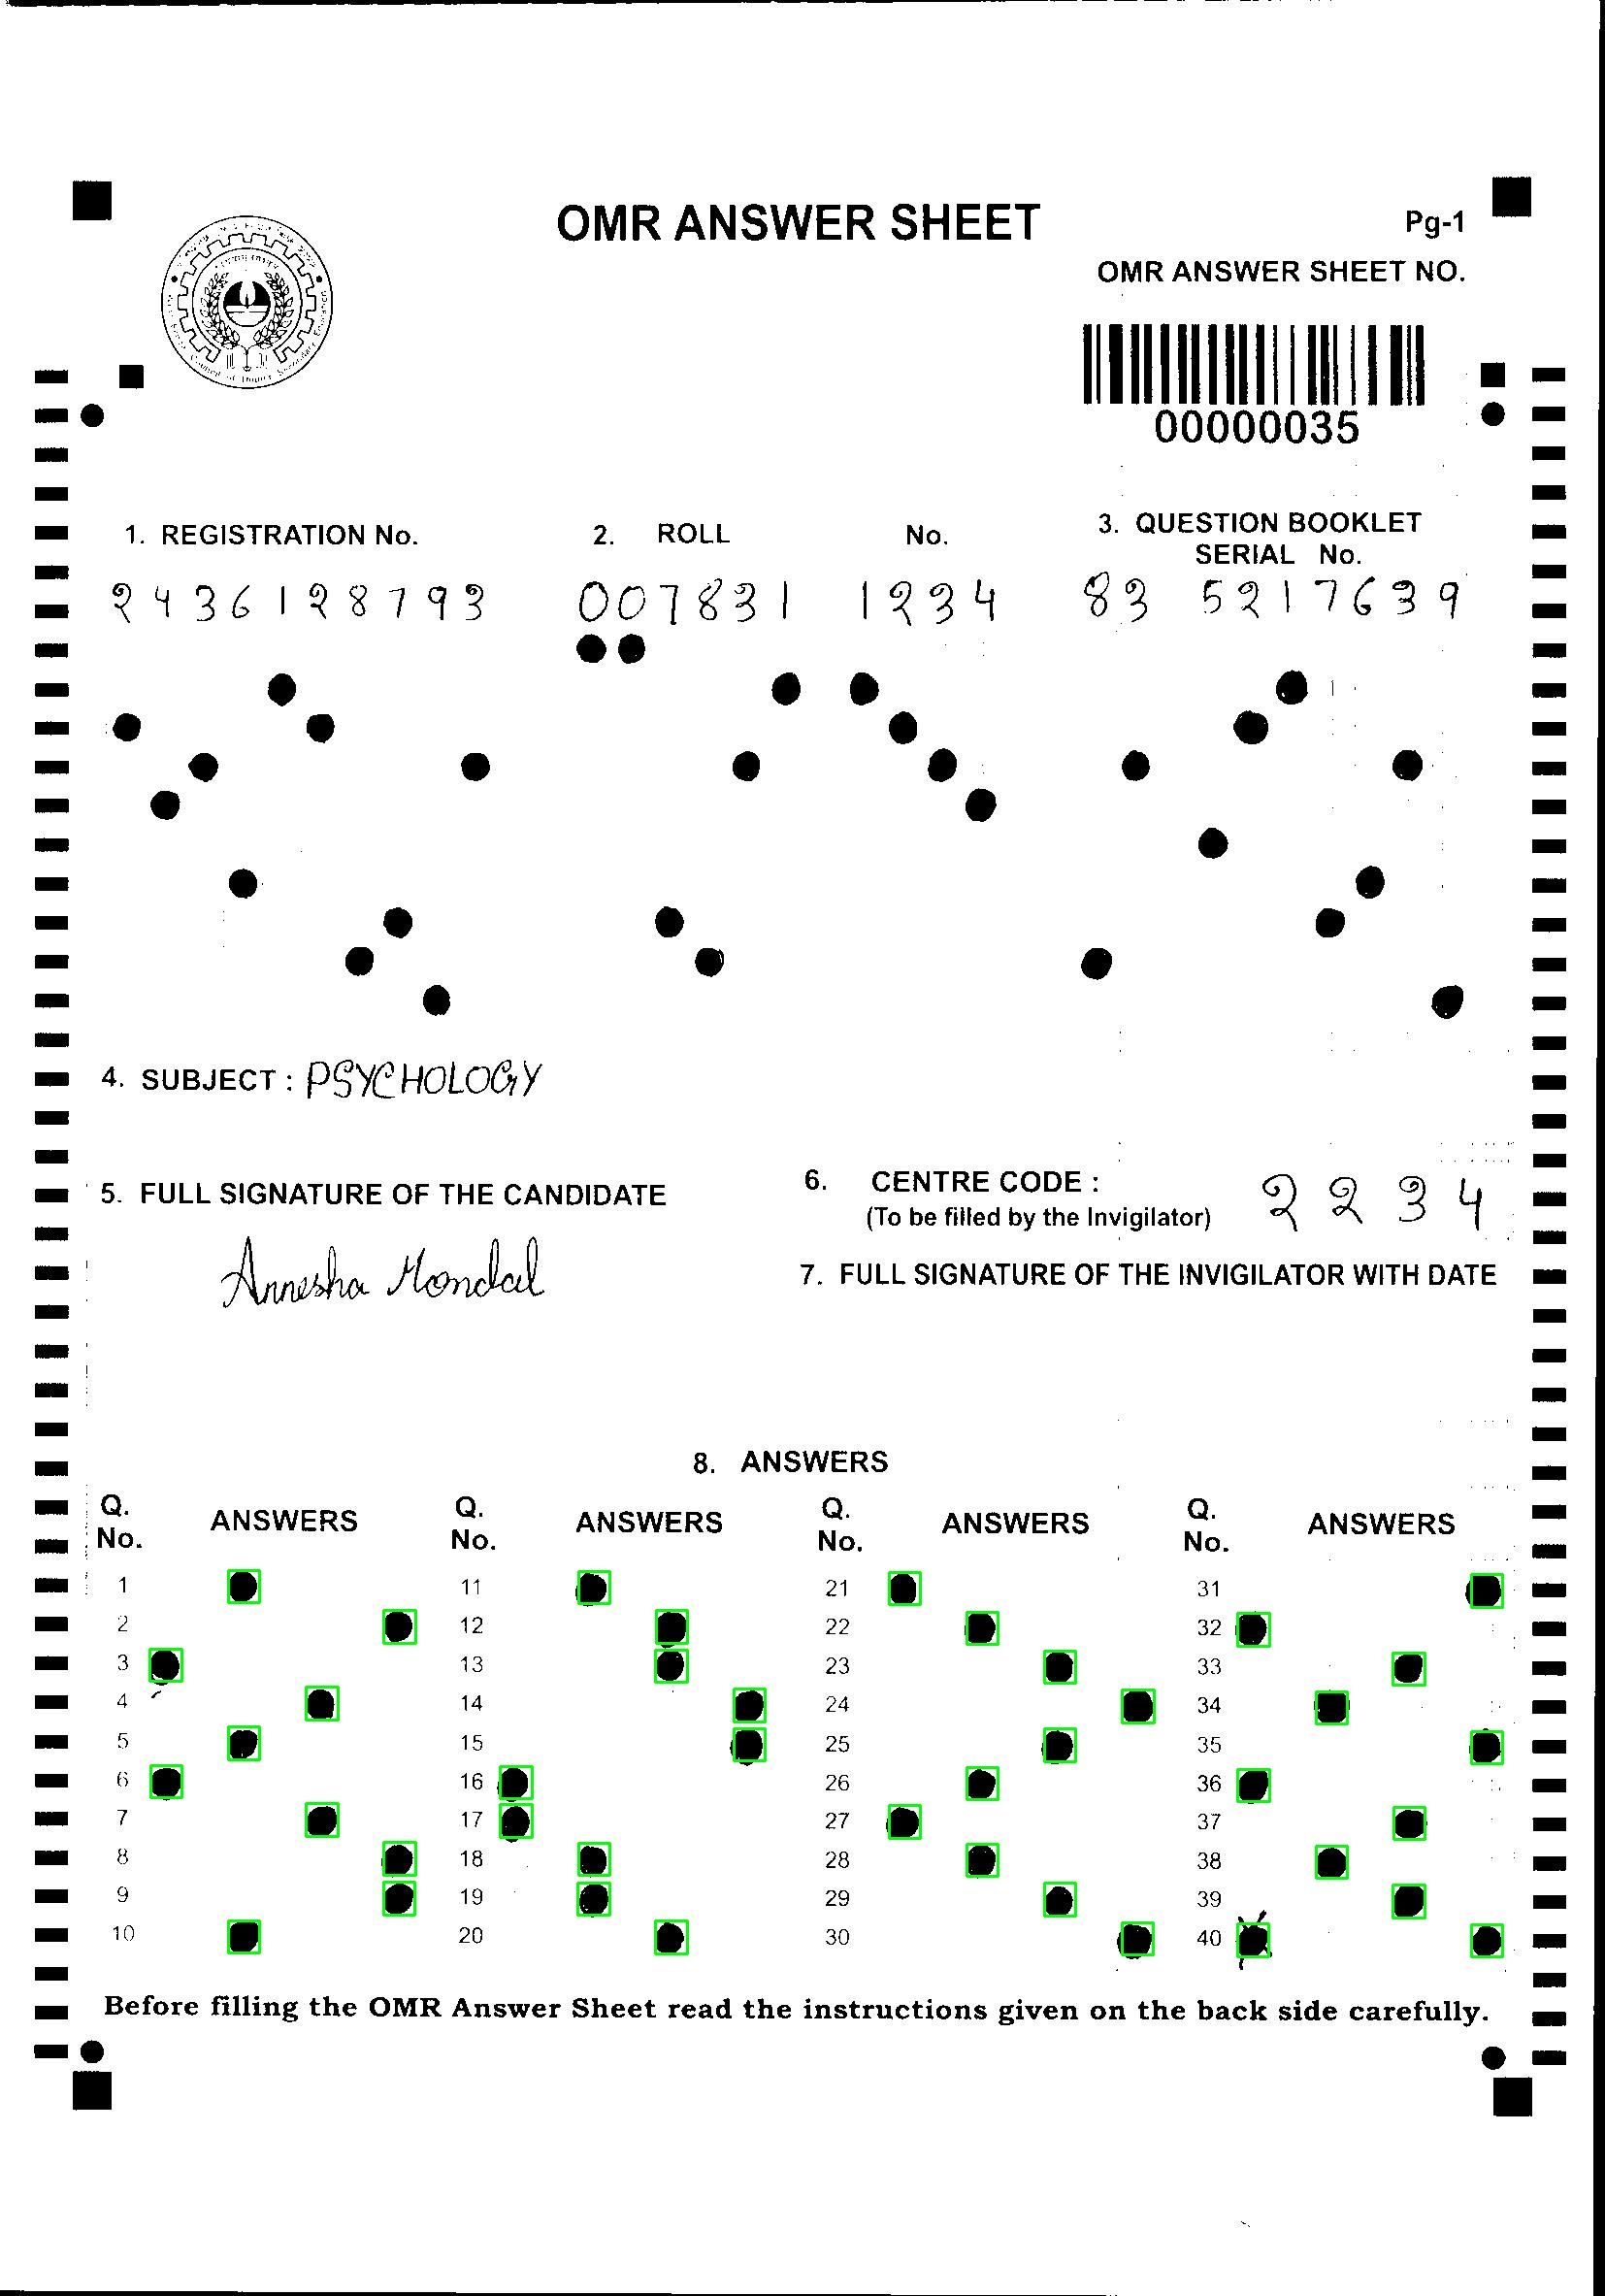 OMR ANSWER SHEET
Pg-1
OMR ANSWER SHEET NO.
00000035
1. REGISTRATION No.
2. ROLL No.
3. QUESTION BOOKLET
SERIAL No.
2436128793
007831 1234
83 5217639
4. SUBJECT : PSYCHOLOGY
5. FULL SIGNATURE OF THE CANDIDATE
Annesha Mondal
6. CENTRE CODE : 2234
(To be filled by the Invigilator)
7. FULL SIGNATURE OF THE INVIGILATOR WITH DATE
8. ANSWERS
Q. No. ANSWERS Q. No. ANSWERS Q. No. ANSWERS Q. No. ANSWERS
1 11 21 31
2 12 22 32
3 13 23 33
4 14 24 34
5 15 25 35
6 16 26 36
7 17 27 37
8 18 28 38
9 19 29 39
10 20 30 40
Before filling the OMR Answer Sheet read the instructions given on the back side carefully.